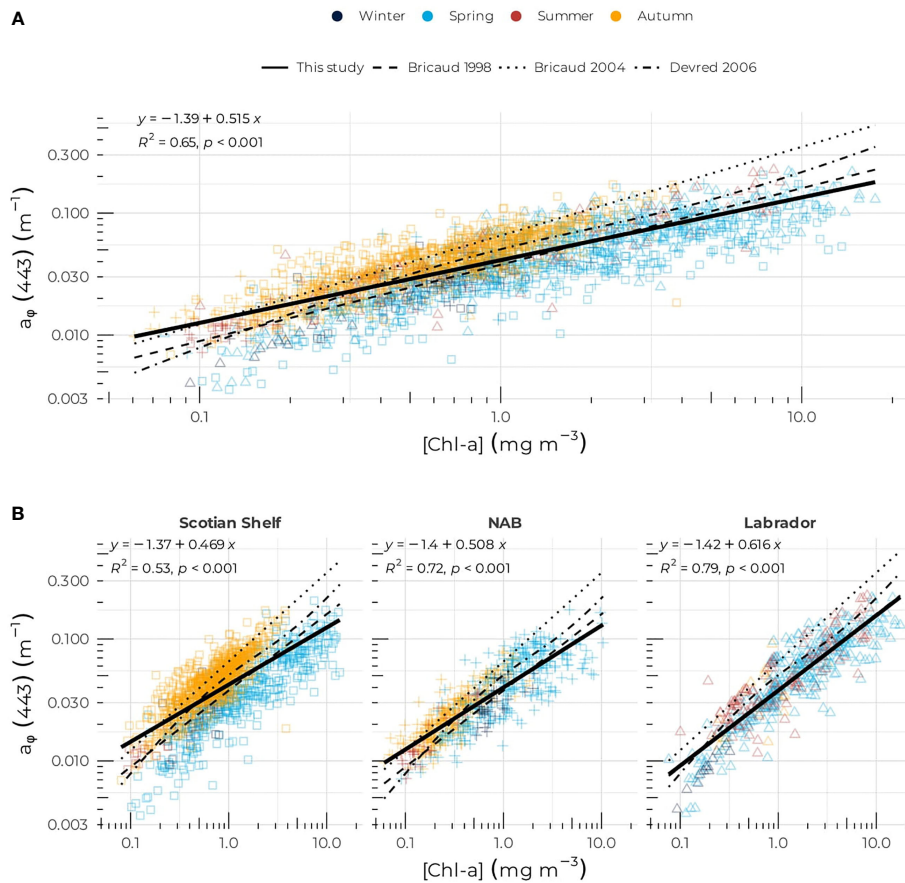 A
Winter Spring Summer Autumn
This study Bricaud 1998 Bricaud 2004 Devred 2006
y = −1.39 + 0.515 x
R² = 0.65, p < 0.001
0.300
0.100
0.030
0.010
0.003
aφ (443) (m⁻¹)
0.1 1.0 10.0
[Chl-a] (mg m⁻³)
B
Scotian Shelf NAB Labrador
y = −1.37 + 0.469 x y = −1.4 + 0.508 x y = −1.42 + 0.616 x
R² = 0.53, p < 0.001 R² = 0.72, p < 0.001 R² = 0.79, p < 0.001
0.300
0.100
0.030
0.010
0.003
aφ (443) (m⁻¹)
0.1 1.0 10.0 0.1 1.0 10.0 0.1 1.0 10.0
[Chl-a] (mg m⁻³)